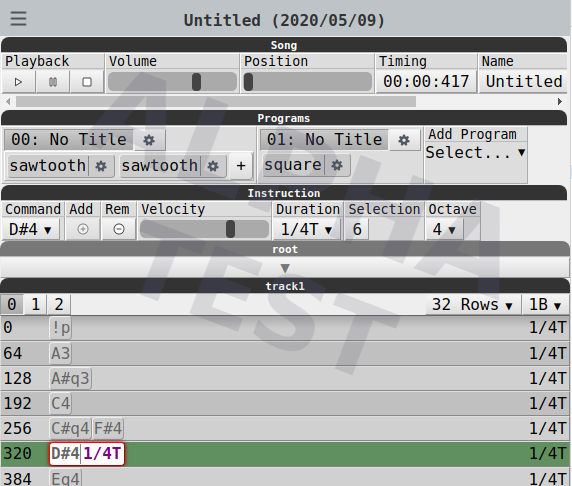 Untitled (2020/05/09)
Song
Playback Volume Position Timing Name
00:00:417 Untitled
Programs
00: No Title 01: No Title Add Program
sawtooth sawtooth + square Select...
Instruction
Command Add Rem Velocity Duration Selection Octave
D#4 1/4T 6 4
root
track1
0 1 2 32 Rows 1B
0 !p 1/4T
64 A3 1/4T
128 A#q3 1/4T
192 C4 1/4T
256 C#q4 F#4 1/4T
320 D#4 1/4T 1/4T
384 Eq4 1/4T
ALPHA
TEST